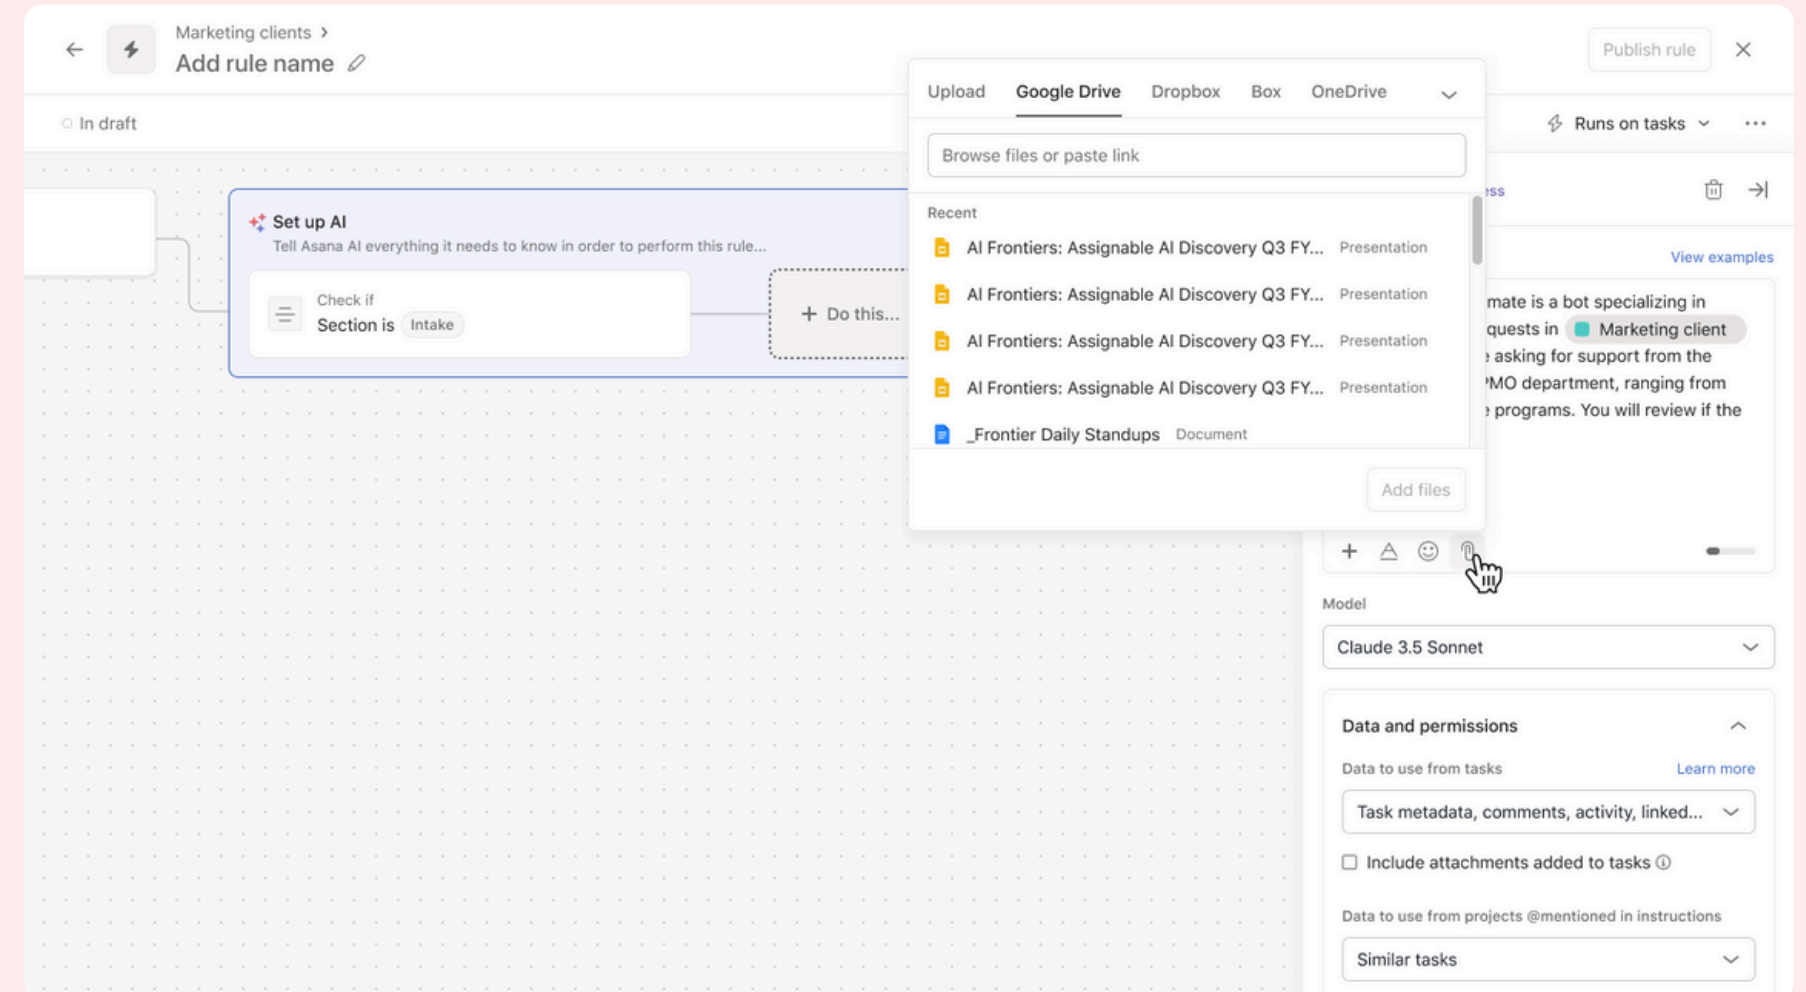 Marketing clients
Add rule name
Publish rule
In draft
Runs on tasks
Upload Google Drive Dropbox Box OneDrive
Browse files or paste link
Recent
AI Frontiers: Assignable AI Discovery Q3 FY... Presentation
AI Frontiers: Assignable AI Discovery Q3 FY... Presentation
AI Frontiers: Assignable AI Discovery Q3 FY... Presentation
AI Frontiers: Assignable AI Discovery Q3 FY... Presentation
_Frontier Daily Standups Document
Add files
Set up AI
Tell Asana AI everything it needs to know in order to perform this rule...
Check if
Section is Intake
+ Do this...
View examples
mate is a bot specializing in
quests in Marketing client
asking for support from the
PMO department, ranging from
programs. You will review if the
Model
Claude 3.5 Sonnet
Data and permissions
Data to use from tasks Learn more
Task metadata, comments, activity, linked...
Include attachments added to tasks
Data to use from projects @mentioned in instructions
Similar tasks